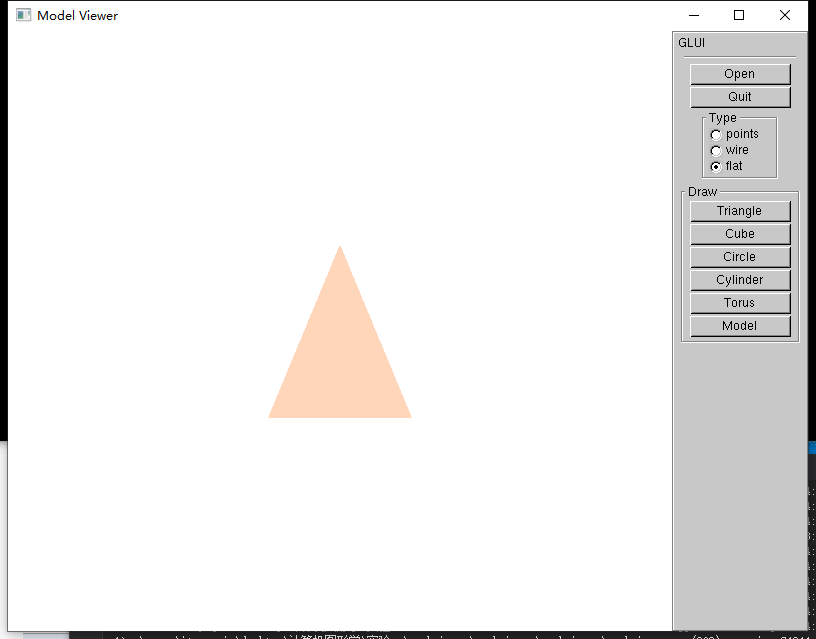 Model Viewer
GLUI
Open
Quit
Type
points
wire
flat
Draw
Triangle
Cube
Circle
Cylinder
Torus
Model